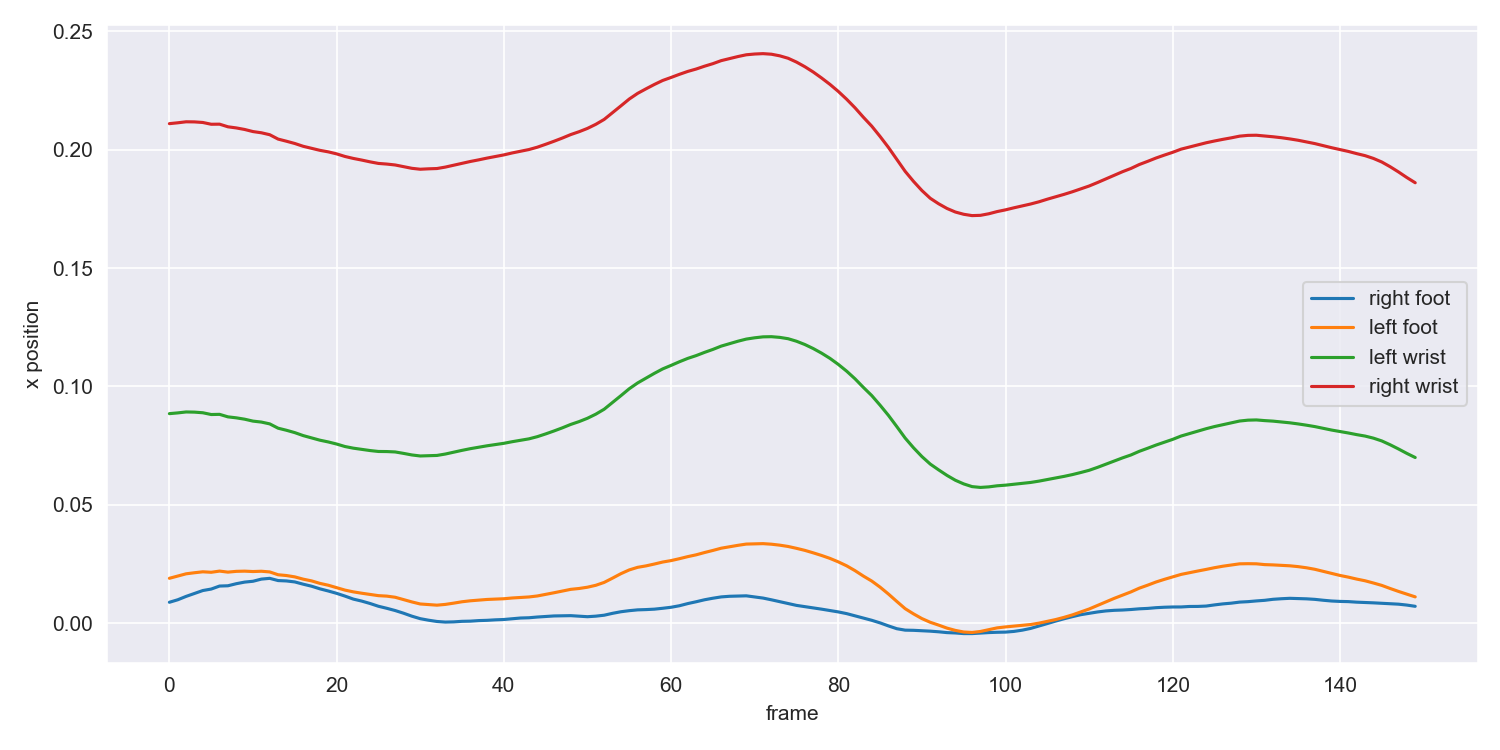 0.25
0.20
0.15
0.10
0.05
0.00
x position
0 20 40 60 80 100 120 140
frame
right foot
left foot
left wrist
right wrist